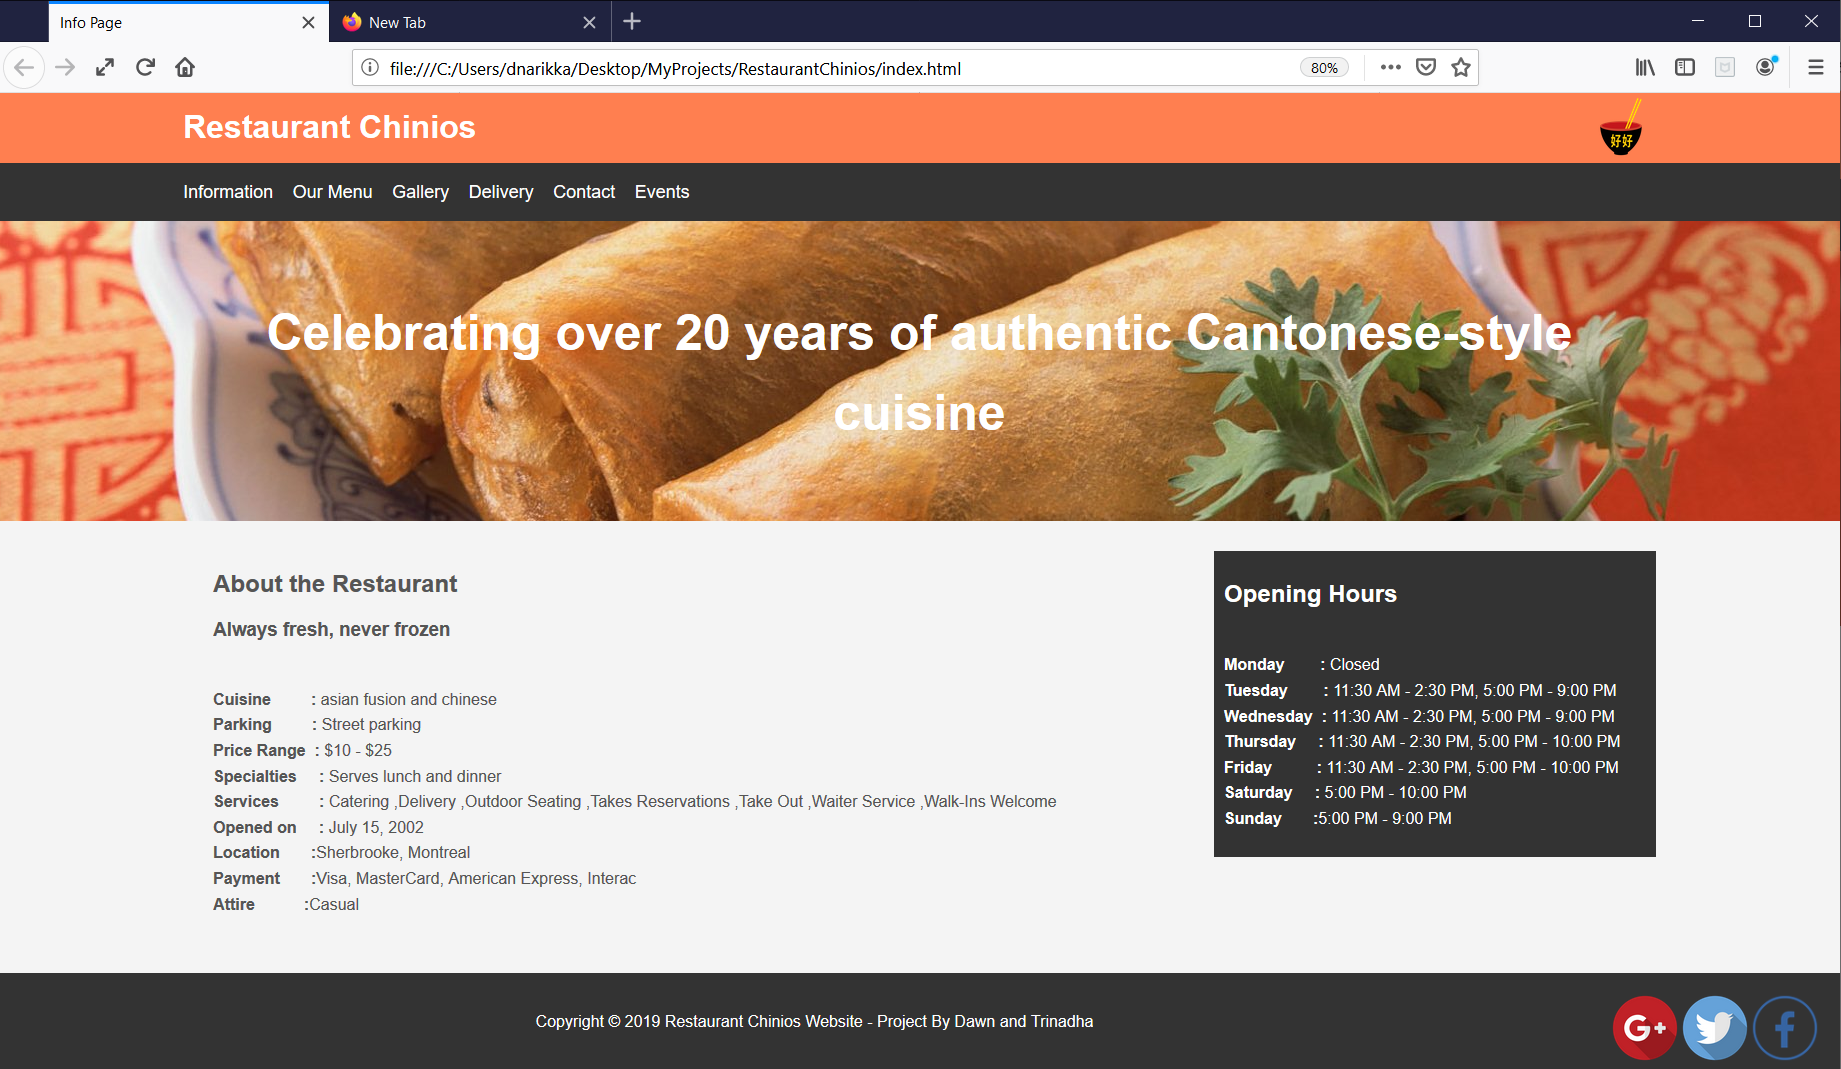 Info Page
New Tab
file:///C:/Users/dnarikka/Desktop/MyProjects/RestaurantChinios/index.html
80%
Restaurant Chinios
好好
Information Our Menu Gallery Delivery Contact Events
Celebrating over 20 years of authentic Cantonese-style
cuisine
About the Restaurant
Always fresh, never frozen
Cuisine : asian fusion and chinese
Parking : Street parking
Price Range : $10 - $25
Specialties : Serves lunch and dinner
Services : Catering ,Delivery ,Outdoor Seating ,Takes Reservations ,Take Out ,Waiter Service ,Walk-Ins Welcome
Opened on : July 15, 2002
Location :Sherbrooke, Montreal
Payment :Visa, MasterCard, American Express, Interac
Attire :Casual
Opening Hours
Monday : Closed
Tuesday : 11:30 AM - 2:30 PM, 5:00 PM - 9:00 PM
Wednesday : 11:30 AM - 2:30 PM, 5:00 PM - 9:00 PM
Thursday : 11:30 AM - 2:30 PM, 5:00 PM - 10:00 PM
Friday : 11:30 AM - 2:30 PM, 5:00 PM - 10:00 PM
Saturday : 5:00 PM - 10:00 PM
Sunday :5:00 PM - 9:00 PM
Copyright © 2019 Restaurant Chinios Website - Project By Dawn and Trinadha
G+
f